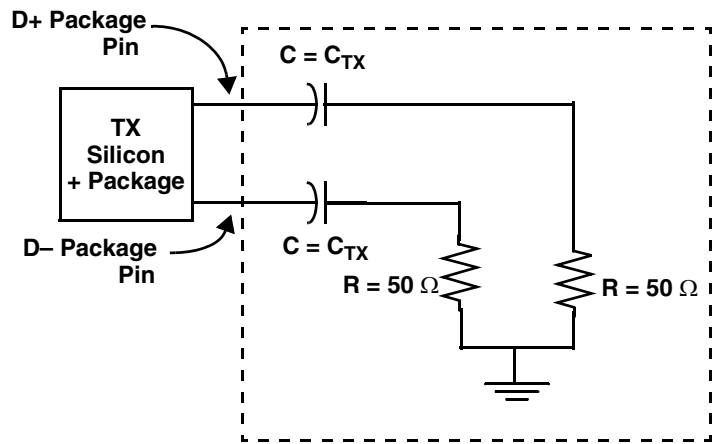 D+ Package
Pin
C = CTX
TX
Silicon
+ Package
D– Package
Pin
C = CTX
R = 50 Ω
R = 50 Ω